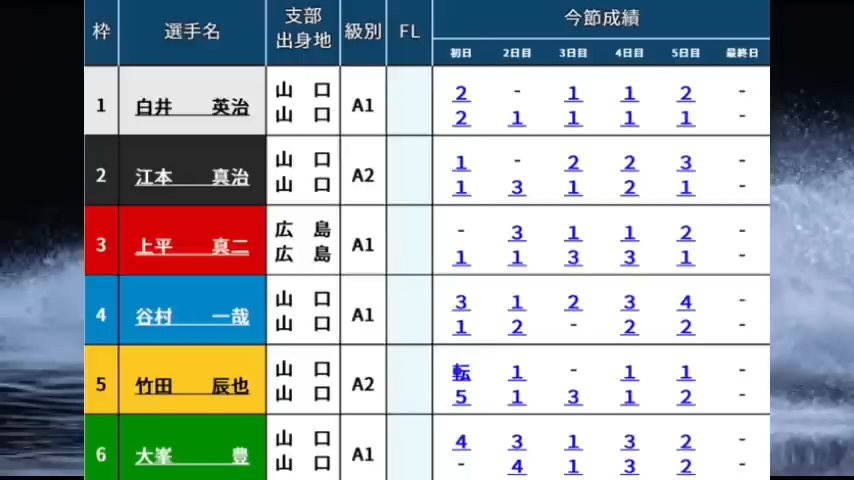 枠 選手名 支部 出身地 級別 FL 今節成績
初日 2日目 3日目 4日目 5日目 最終日
1 白井 英治 山口 山口 A1
2 - 1 1 2 -
2 1 1 1 1 -
2 江本 真治 山口 山口 A2
1 - 2 2 3 -
1 3 1 2 1 -
3 上平 真二 広島 広島 A1
- 3 1 1 2 -
1 1 3 3 1 -
4 谷村 一哉 山口 山口 A1
3 1 2 3 4 -
1 2 - 2 2 -
5 竹田 辰也 山口 山口 A2
転 1 - 1 1 -
5 1 3 1 2 -
6 大峯 豊 山口 山口 A1
4 3 1 3 2 -
- 4 1 3 2 -